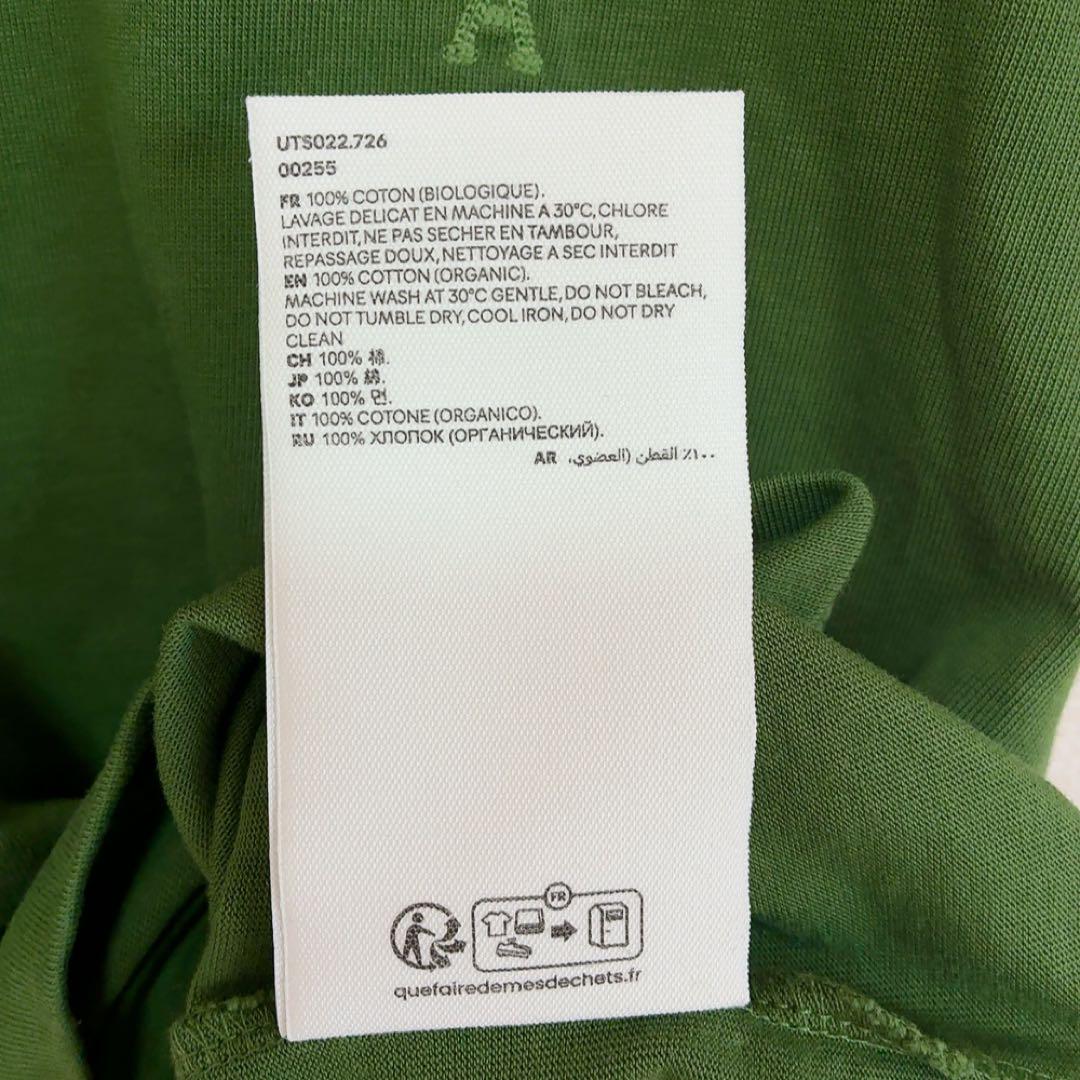 A
UTS022.726
00255
FR 100% COTON (BIOLOGIQUE).
LAVAGE DELICAT EN MACHINE A 30°C, CHLORE
INTERDIT, NE PAS SECHER EN TAMBOUR,
REPASSAGE DOUX, NETTOYAGE A SEC INTERDIT
EN 100% COTTON (ORGANIC).
MACHINE WASH AT 30°C GENTLE, DO NOT BLEACH,
DO NOT TUMBLE DRY, COOL IRON, DO NOT DRY
CLEAN
CH 100% 棉.
JP 100% 綿.
KO 100% 면.
IT 100% COTONE (ORGANICO).
RU 100% ХЛОПОК (ОРГАНИЧЕСКИЙ).
AR ١٠٠٪ القطن (العضوي.
FR
quefairedemesdechets.fr